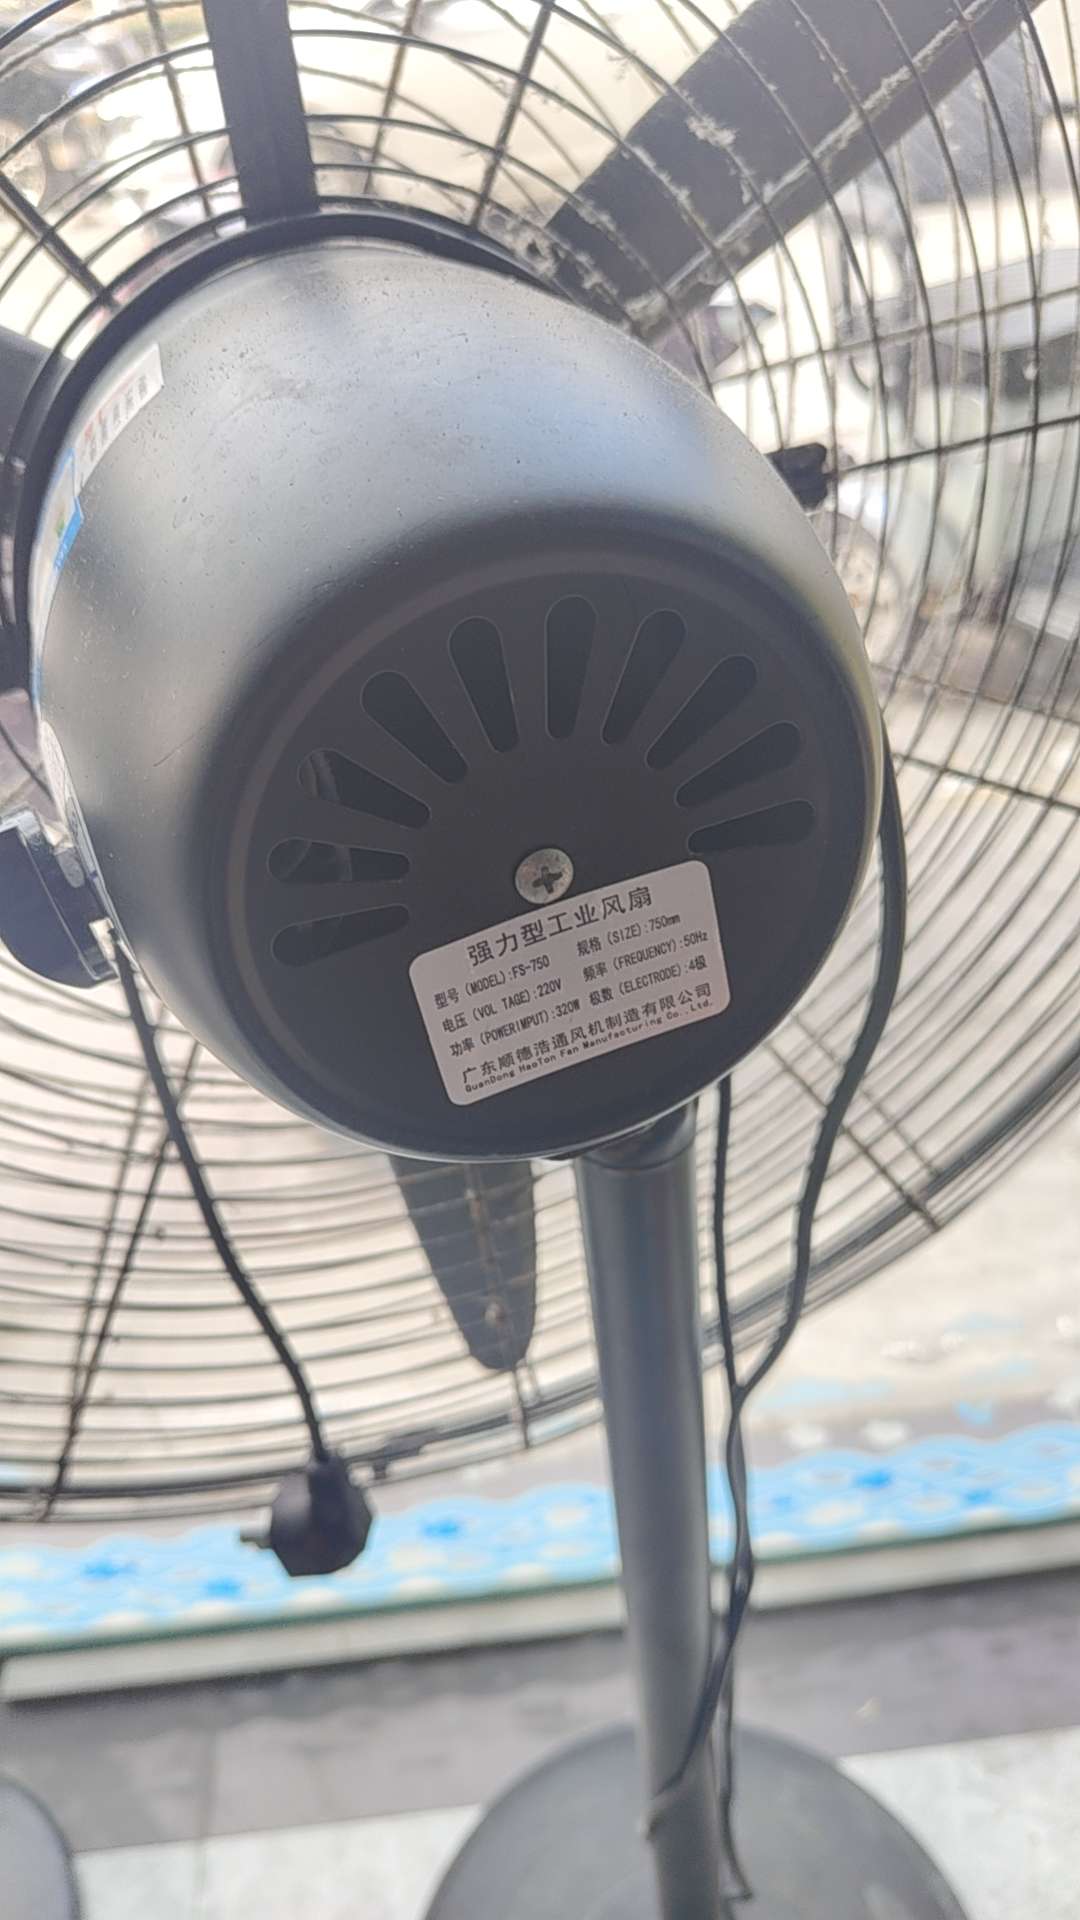 强力型工业风扇
型号 (MODEL):FS-750 规格 (SIZE):750mm
电压 (VOL TAGE):220V 频率 (FREQUENCY):50Hz
功率 (POWERIMPUT):320W 极数 (ELECTRODE):4极
广东顺德浩通风机制造有限公司
GuanDong HaoTon Fan Manufacturing Co.,Ltd.